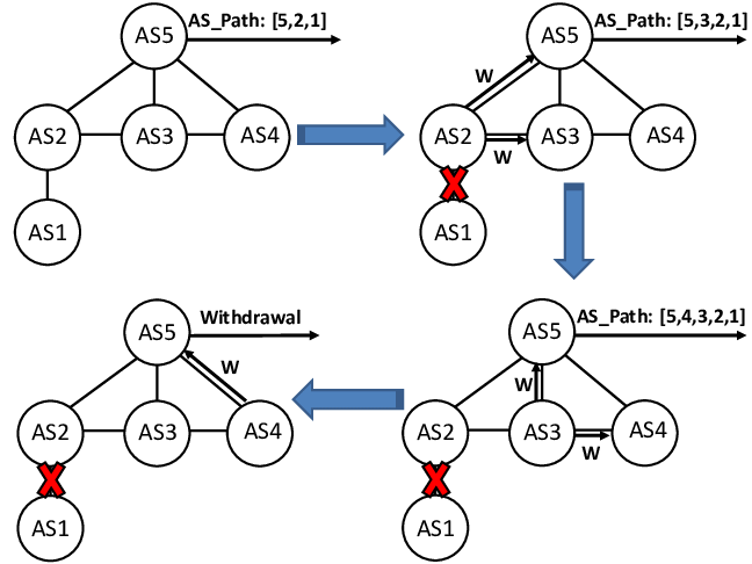 AS_Path: [5,2,1]
AS5
AS2
AS3
AS4
AS1
AS_Path: [5,3,2,1]
AS5
W
AS2
W
AS3
AS4
AS1
Withdrawal
AS5
W
AS2
AS3
AS4
AS1
AS_Path: [5,4,3,2,1]
AS5
W
AS2
AS3
W
AS4
AS1